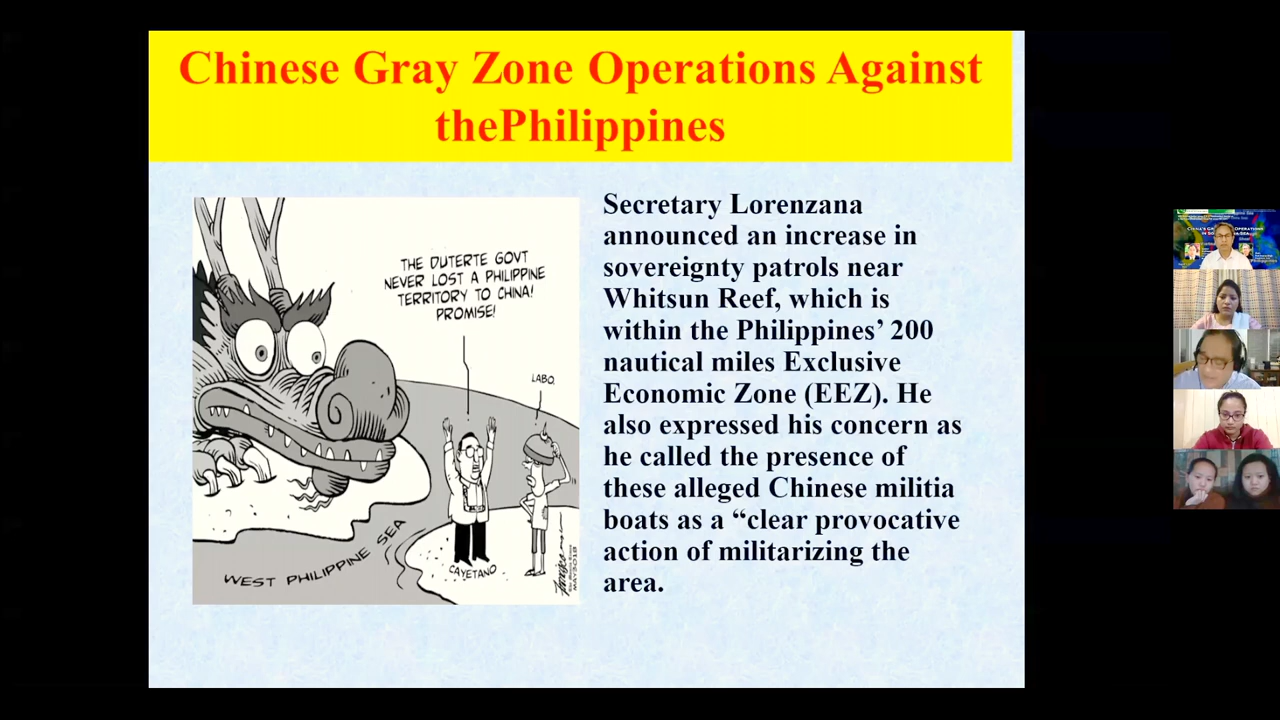 Chinese Gray Zone Operations Against
thePhilippines
THE DUTERTE GOVT
NEVER LOST A PHILIPPINE
TERRITORY TO CHINA!
PROMISE!
LABO.
CAYETANO
WEST PHILIPPINE SEA
Secretary Lorenzana
announced an increase in
sovereignty patrols near
Whitsun Reef, which is
within the Philippines’ 200
nautical miles Exclusive
Economic Zone (EEZ). He
also expressed his concern as
he called the presence of
these alleged Chinese militia
boats as a “clear provocative
action of militarizing the
area.